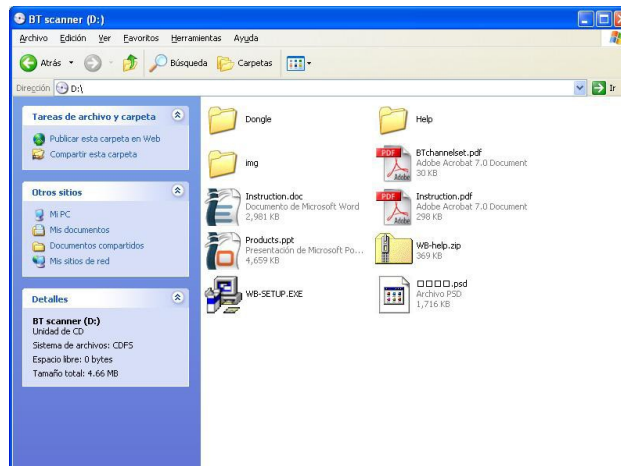 BT scanner (D:)
Archivo Edición Ver Favoritos Herramientas Ayuda
Atrás Búsqueda Carpetas
Dirección D:\ Ir
Tareas de archivo y carpeta
Publicar esta carpeta en Web
Compartir esta carpeta
Otros sitios
Mi PC
Mis documentos
Documentos compartidos
Mis sitios de red
Detalles
BT scanner (D:)
Unidad de CD
Sistema de archivos: CDFS
Espacio libre: 0 bytes
Tamaño total: 4.66 MB
Dongle
Help
img
PDF
Adobe
BTchannelset.pdf
Adobe Acrobat 7.0 Document
30 KB
Instruction.doc
Documento de Microsoft Word
2,981 KB
PDF
Adobe
Instruction.pdf
Adobe Acrobat 7.0 Document
298 KB
Products.ppt
Presentación de Microsoft Po...
4,659 KB
WB-help.zip
369 KB
WB-SETUP.EXE
□□□□.psd
Archivo PSD
1,716 KB